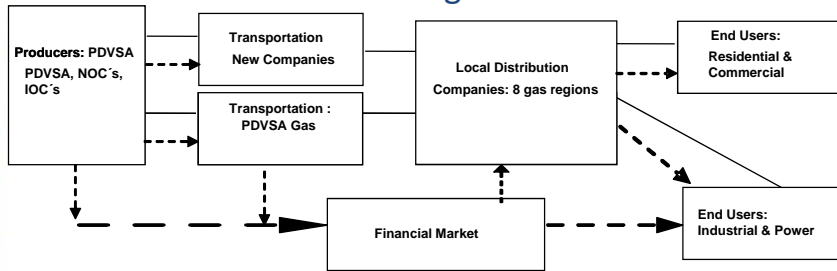 Producers: PDVSA
PDVSA, NOC´s,
IOC´s
Transportation
New Companies
Transportation :
PDVSA Gas
Local Distribution
Companies: 8 gas regions
End Users:
Residential &
Commercial
Financial Market
End Users:
Industrial & Power